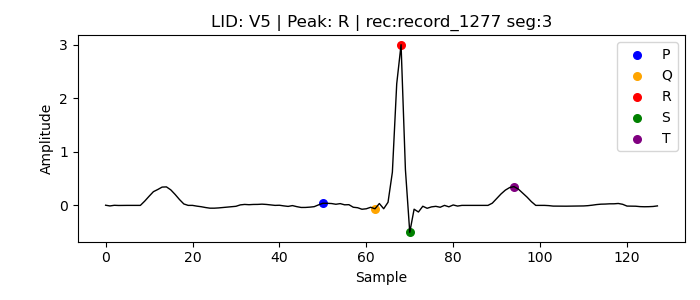 LID: V5 | Peak: R | rec:record_1277 seg:3
Amplitude
3
2
1
0
0 20 40 60 80 100 120
Sample
P
Q
R
S
T